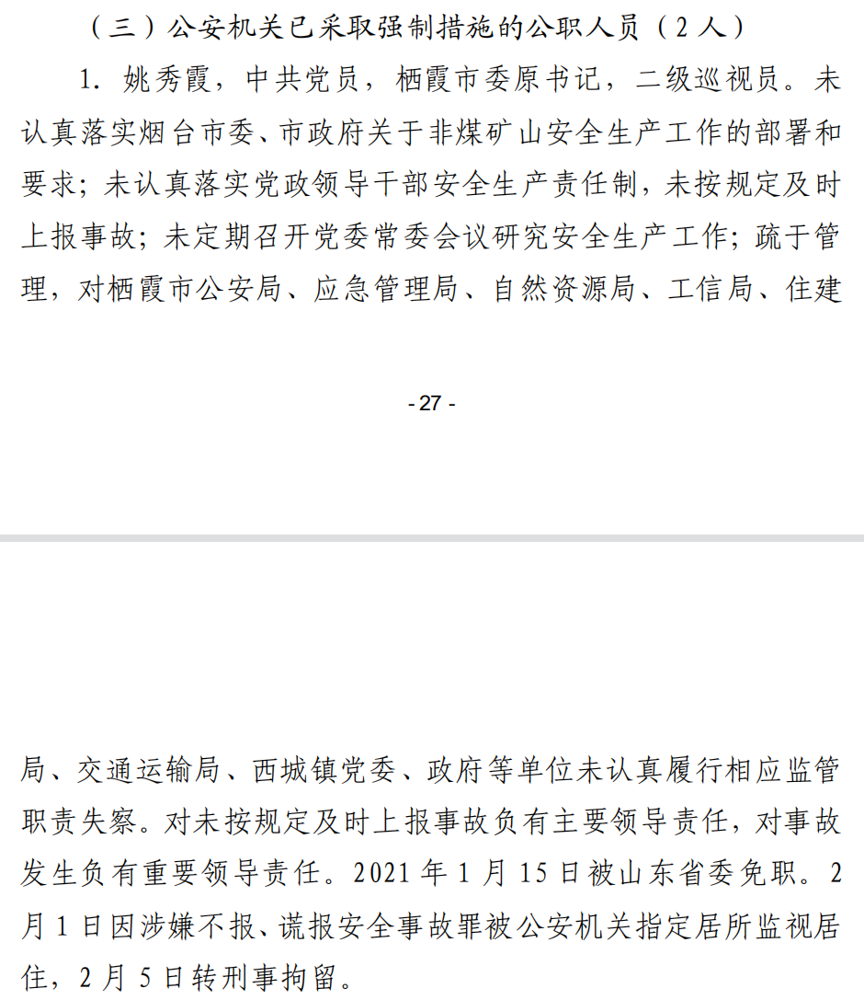 （三）公安机关已采取强制措施的公职人员（2人）
1. 姚秀霞，中共党员，栖霞市委原书记，二级巡视员。未
认真落实烟台市委、市政府关于非煤矿山安全生产工作的部署和
要求；未认真落实党政领导干部安全生产责任制，未按规定及时
上报事故；未定期召开党委常委会议研究安全生产工作；疏于管
理，对栖霞市公安局、应急管理局、自然资源局、工信局、住建
- 27 -
局、交通运输局、西城镇党委、政府等单位未认真履行相应监管
职责失察。对未按规定及时上报事故负有主要领导责任，对事故
发生负有重要领导责任。2021年1月15日被山东省委免职。2
月1日因涉嫌不报、谎报安全事故罪被公安机关指定居所监视居
住，2月5日转刑事拘留。